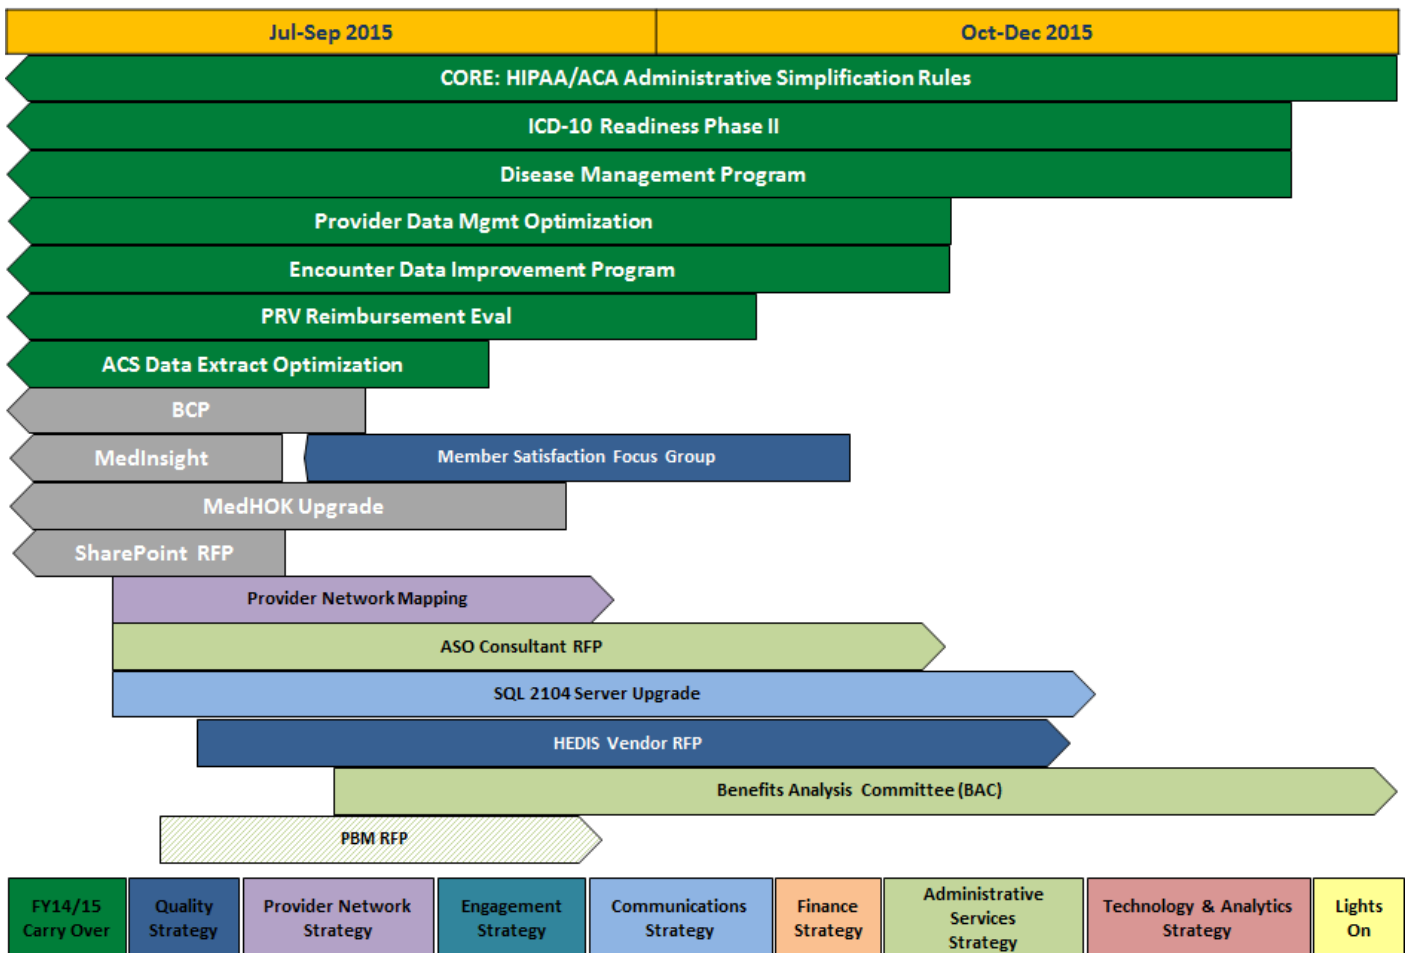 Jul-Sep 2015 Oct-Dec 2015
CORE: HIPAA/ACA Administrative Simplification Rules
ICD-10 Readiness Phase II
Disease Management Program
Provider Data Mgmt Optimization
Encounter Data Improvement Program
PRV Reimbursement Eval
ACS Data Extract Optimization
BCP
MedInsight
Member Satisfaction Focus Group
MedHOK Upgrade
SharePoint RFP
Provider Network Mapping
ASO Consultant RFP
SQL 2104 Server Upgrade
HEDIS Vendor RFP
Benefits Analysis Committee (BAC)
PBM RFP
FY14/15
Carry Over
Quality
Strategy
Provider Network
Strategy
Engagement
Strategy
Communications
Strategy
Finance
Strategy
Administrative
Services
Strategy
Technology & Analytics
Strategy
Lights
On